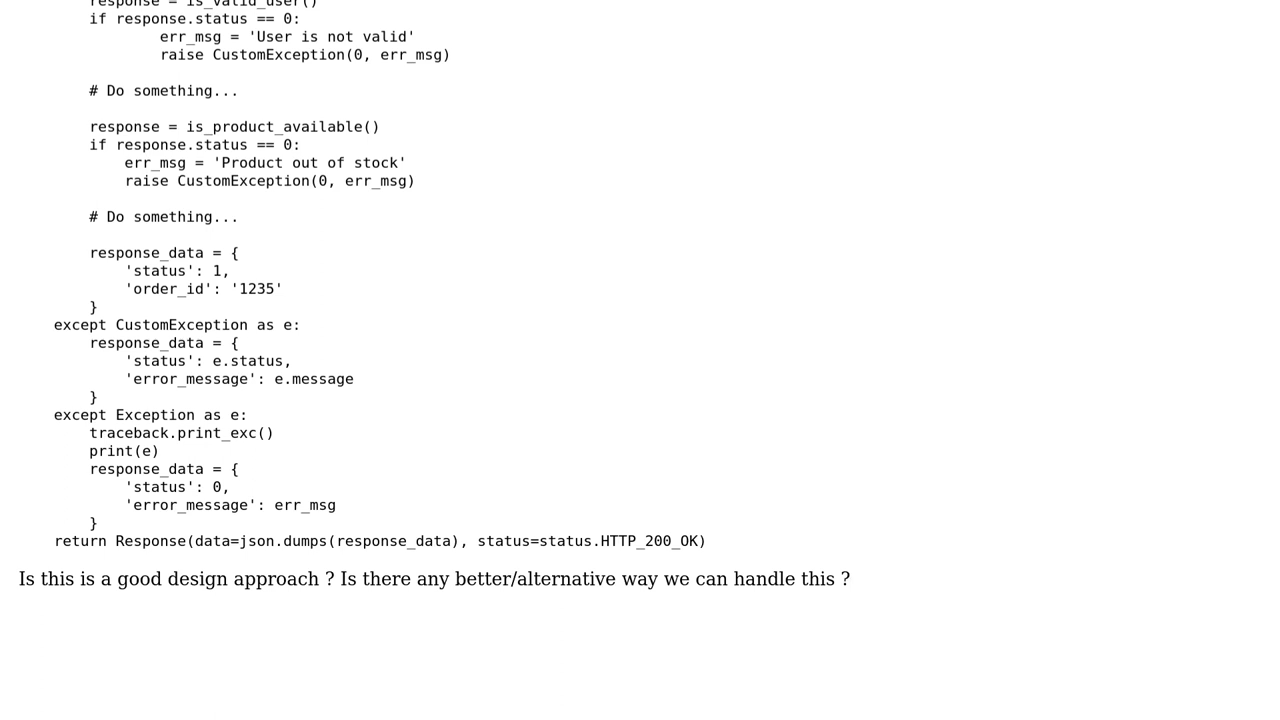 response = is_valid_user()
if response.status == 0:
err_msg = 'User is not valid'
raise CustomException(0, err_msg)
# Do something...
response = is_product_available()
if response.status == 0:
err_msg = 'Product out of stock'
raise CustomException(0, err_msg)
# Do something...
response_data = {
'status': 1,
'order_id': '1235'
}
except CustomException as e:
response_data = {
'status': e.status,
'error_message': e.message
}
except Exception as e:
traceback.print_exc()
print(e)
response_data = {
'status': 0,
'error_message': err_msg
}
return Response(data=json.dumps(response_data), status=status.HTTP_200_OK)
Is this is a good design approach ? Is there any better/alternative way we can handle this ?